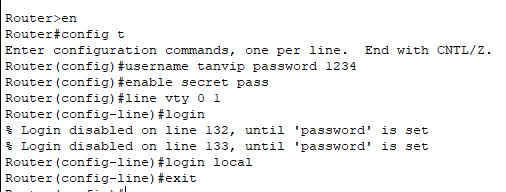 Router>en
Router#config t
Enter configuration commands, one per line.  End with CNTL/Z.
Router(config)#username tanvip password 1234
Router(config)#enable secret pass
Router(config)#line vty 0 1
Router(config-line)#login
% Login disabled on line 132, until 'password' is set
% Login disabled on line 133, until 'password' is set
Router(config-line)#login local
Router(config-line)#exit
Router(config)#